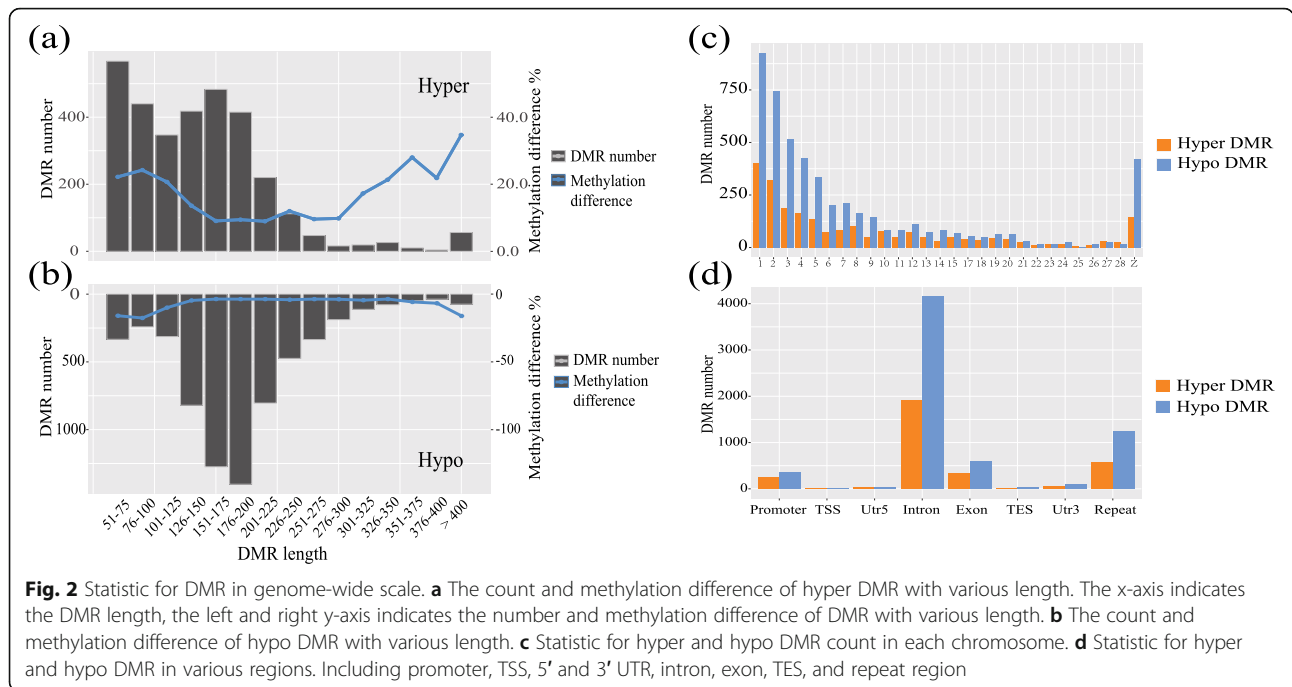 (a)
Hyper
DMR number
400
200
0
Methylation difference %
40.0
20.0
0.0
DMR number
Methylation
difference
(b)
Hypo
DMR number
0
500
1000
Methylation difference %
0
-50
-100
DMR number
Methylation
difference
51-75
76-100
101-125
126-150
151-175
176-200
201-225
226-250
251-275
276-300
301-325
326-350
351-375
376-400
> 400
DMR length
(c)
DMR number
750
500
250
0
1 2 3 4 5 6 7 8 9 10 11 12 13 14 15 16 17 18 19 20 21 22 23 24 25 26 27 28 Z
Hyper DMR
Hypo DMR
(d)
DMR number
4000
3000
2000
1000
0
Promoter TSS Utr5 Intron Exon TES Utr3 Repeat
Hyper DMR
Hypo DMR
Fig. 2 Statistic for DMR in genome-wide scale. a The count and methylation difference of hyper DMR with various length. The x-axis indicates
the DMR length, the left and right y-axis indicates the number and methylation difference of DMR with various length. b The count and
methylation difference of hypo DMR with various length. c Statistic for hyper and hypo DMR count in each chromosome. d Statistic for hyper
and hypo DMR in various regions. Including promoter, TSS, 5′ and 3′ UTR, intron, exon, TES, and repeat region